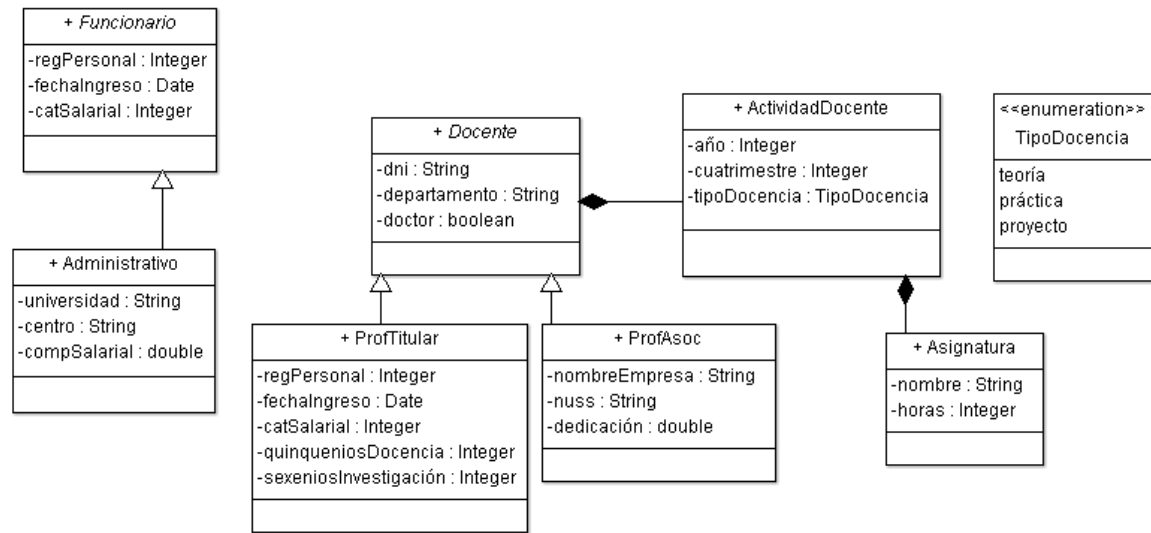 + Funcionario
-regPersonal : Integer
-fechaIngreso : Date
-catSalarial : Integer
+ Administrativo
-universidad : String
-centro : String
-compSalarial : double
+ Docente
-dni : String
-departamento : String
-doctor : boolean
+ ActividadDocente
-año : Integer
-cuatrimestre : Integer
-tipoDocencia : TipoDocencia
<<enumeration>>
TipoDocencia
teoría
práctica
proyecto
+ ProfTitular
-regPersonal : Integer
-fechaIngreso : Date
-catSalarial : Integer
-quinqueniosDocencia : Integer
-sexeniosInvestigación : Integer
+ ProfAsoc
-nombreEmpresa : String
-nuss : String
-dedicación : double
+ Asignatura
-nombre : String
-horas : Integer